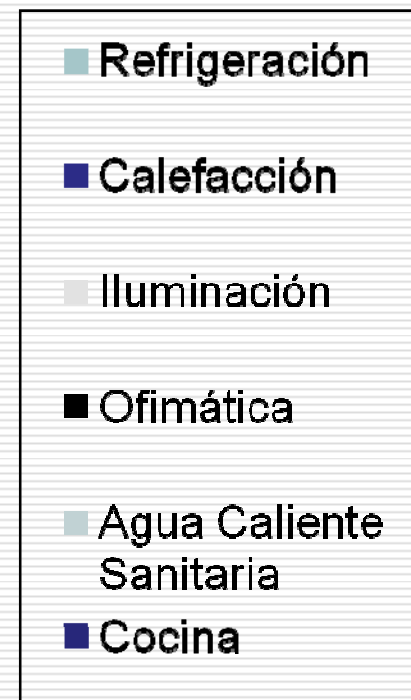 Refrigeración
Calefacción
Iluminación
Ofimática
Agua Caliente
Sanitaria
Cocina